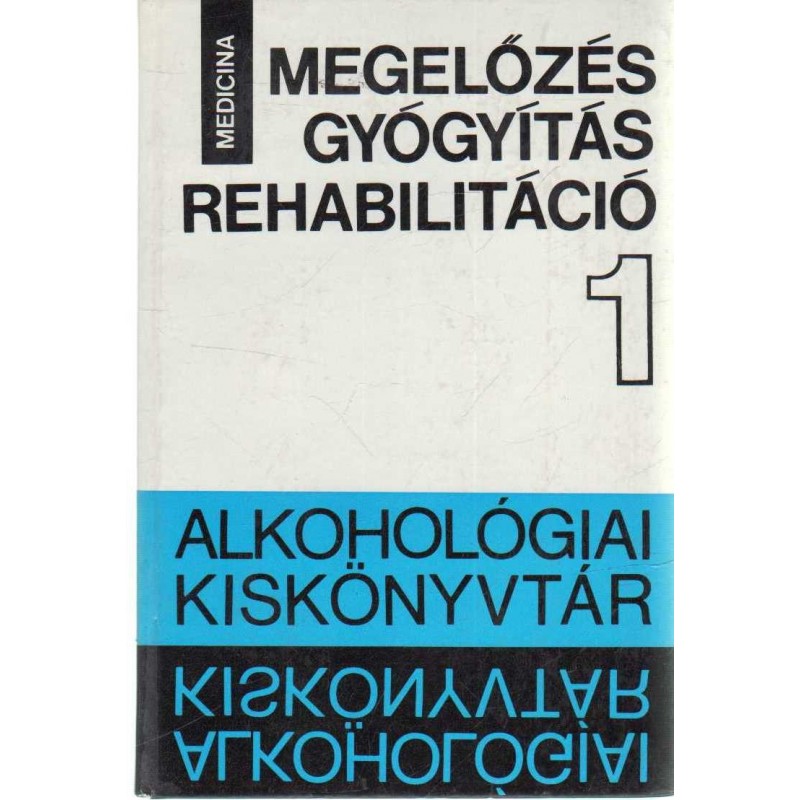 MEDICINA
MEGELŐZÉS
GYÓGYÍTÁS
REHABILITÁCIÓ
1
ALKOHOLÓGIAI
KISKÖNYVTÁR
KISKÖNYVTÁR
ALKOHOLÓGIAI